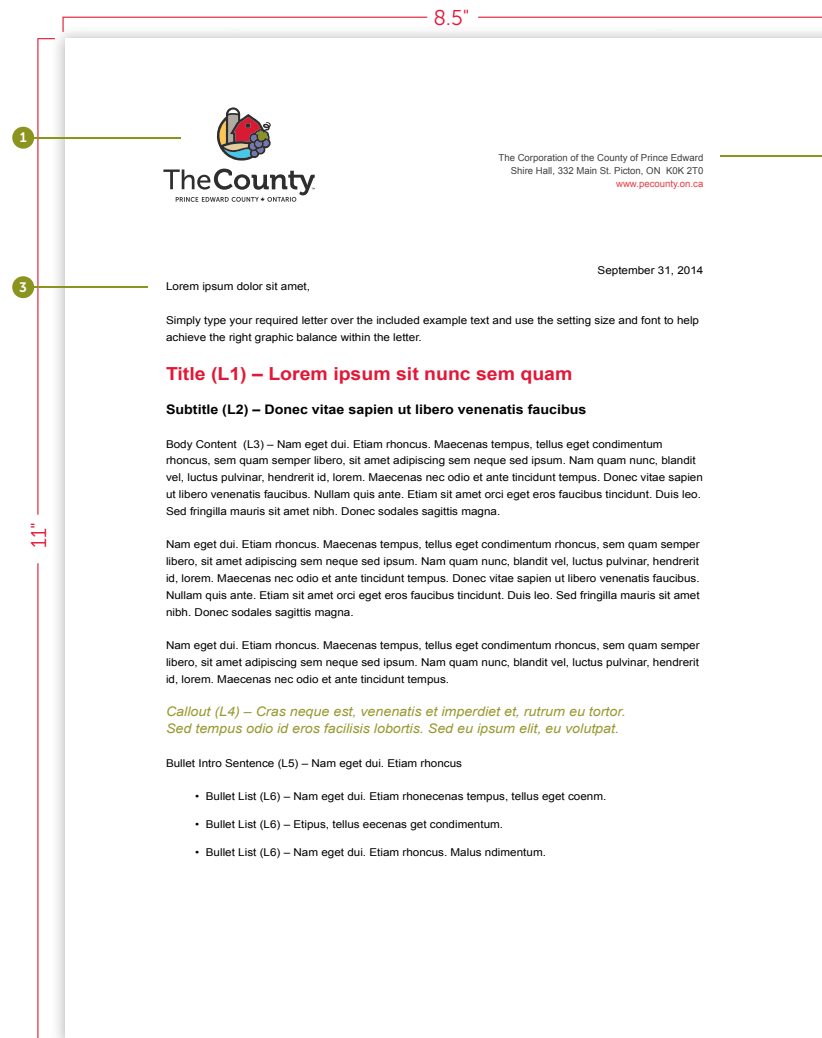 8.5"
1
TheCounty
PRINCE EDWARD COUNTY ✦ ONTARIO
The Corporation of the County of Prince Edward
Shire Hall, 332 Main St. Picton, ON  K0K 2T0
www.pecounty.on.ca
September 31, 2014
3
Lorem ipsum dolor sit amet,
Simply type your required letter over the included example text and use the setting size and font to help
achieve the right graphic balance within the letter.
Title (L1) – Lorem ipsum sit nunc sem quam
Subtitle (L2) – Donec vitae sapien ut libero venenatis faucibus
Body Content  (L3) – Nam eget dui. Etiam rhoncus. Maecenas tempus, tellus eget condimentum
rhoncus, sem quam semper libero, sit amet adipiscing sem neque sed ipsum. Nam quam nunc, blandit
vel, luctus pulvinar, hendrerit id, lorem. Maecenas nec odio et ante tincidunt tempus. Donec vitae sapien
ut libero venenatis faucibus. Nullam quis ante. Etiam sit amet orci eget eros faucibus tincidunt. Duis leo.
Sed fringilla mauris sit amet nibh. Donec sodales sagittis magna.
11"
Nam eget dui. Etiam rhoncus. Maecenas tempus, tellus eget condimentum rhoncus, sem quam semper
libero, sit amet adipiscing sem neque sed ipsum. Nam quam nunc, blandit vel, luctus pulvinar, hendrerit
id, lorem. Maecenas nec odio et ante tincidunt tempus. Donec vitae sapien ut libero venenatis faucibus.
Nullam quis ante. Etiam sit amet orci eget eros faucibus tincidunt. Duis leo. Sed fringilla mauris sit amet
nibh. Donec sodales sagittis magna.
Nam eget dui. Etiam rhoncus. Maecenas tempus, tellus eget condimentum rhoncus, sem quam semper
libero, sit amet adipiscing sem neque sed ipsum. Nam quam nunc, blandit vel, luctus pulvinar, hendrerit
id, lorem. Maecenas nec odio et ante tincidunt tempus.
Callout (L4) – Cras neque est, venenatis et imperdiet et, rutrum eu tortor.
Sed tempus odio id eros facilisis lobortis. Sed eu ipsum elit, eu volutpat.
Bullet Intro Sentence (L5) – Nam eget dui. Etiam rhoncus
• Bullet List (L6) – Nam eget dui. Etiam rhonecenas tempus, tellus eget coenm.
• Bullet List (L6) – Etipus, tellus eecenas get condimentum.
• Bullet List (L6) – Nam eget dui. Etiam rhoncus. Malus ndimentum.